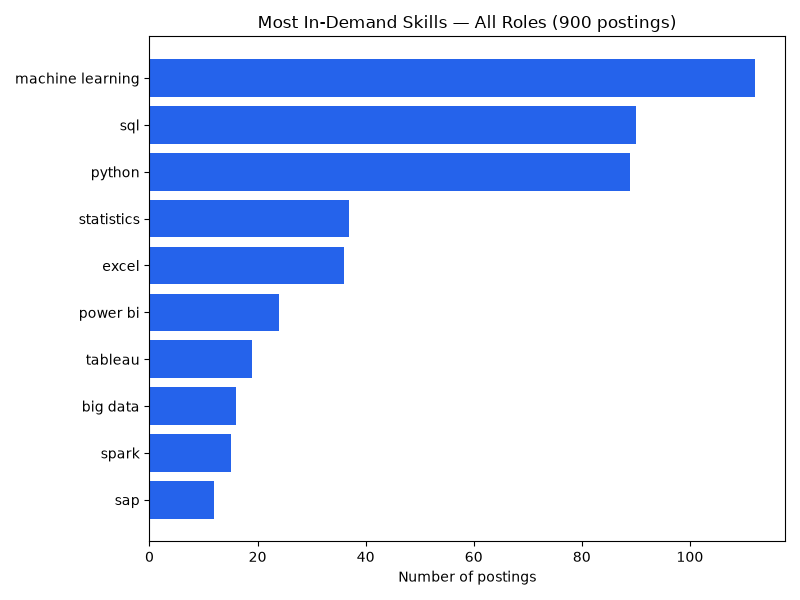 Most In-Demand Skills — All Roles (900 postings)
machine learning
sql
python
statistics
excel
power bi
tableau
big data
spark
sap
0 20 40 60 80 100
Number of postings